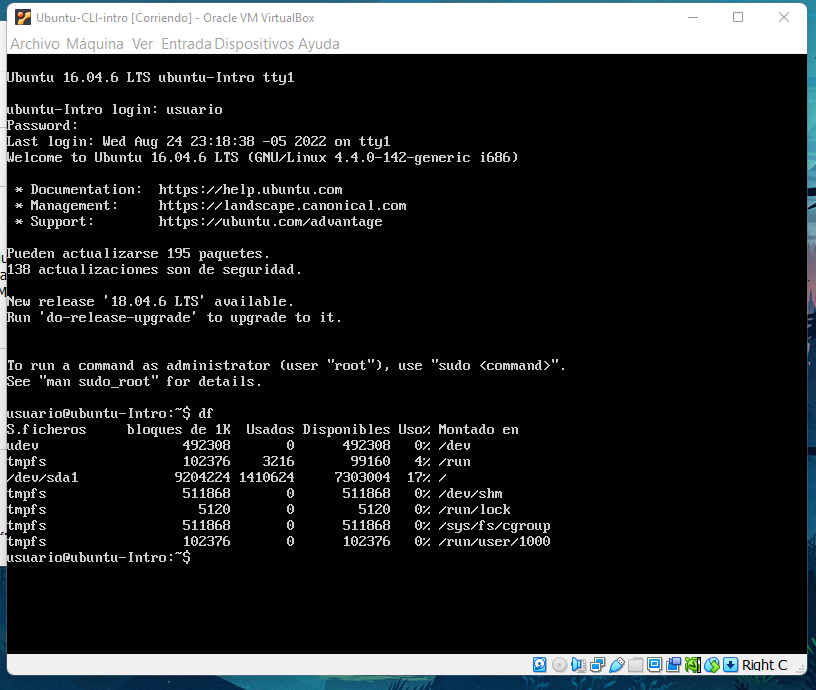 Ubuntu-CLI-intro [Corriendo] - Oracle VM VirtualBox
Archivo Máquina Ver Entrada Dispositivos Ayuda
Ubuntu 16.04.6 LTS ubuntu-Intro tty1
ubuntu-Intro login: usuario
Password:
Last login: Wed Aug 24 23:18:38 -05 2022 on tty1
Welcome to Ubuntu 16.04.6 LTS (GNU/Linux 4.4.0-142-generic i686)
* Documentation: https://help.ubuntu.com
* Management: https://landscape.canonical.com
* Support: https://ubuntu.com/advantage
Pueden actualizarse 195 paquetes.
138 actualizaciones son de seguridad.
New release '18.04.6 LTS' available.
Run 'do-release-upgrade' to upgrade to it.
To run a command as administrator (user "root"), use "sudo <command>".
See "man sudo_root" for details.
usuario@ubuntu-Intro:~$ df
S.ficheros bloques de 1K Usados Disponibles Uso% Montado en
udev 492308 0 492308 0% /dev
tmpfs 102376 3216 99160 4% /run
/dev/sda1 9204224 1410624 7303004 17% /
tmpfs 511868 0 511868 0% /dev/shm
tmpfs 5120 0 5120 0% /run/lock
tmpfs 511868 0 511868 0% /sys/fs/cgroup
tmpfs 102376 0 102376 0% /run/user/1000
usuario@ubuntu-Intro:~$
Right C